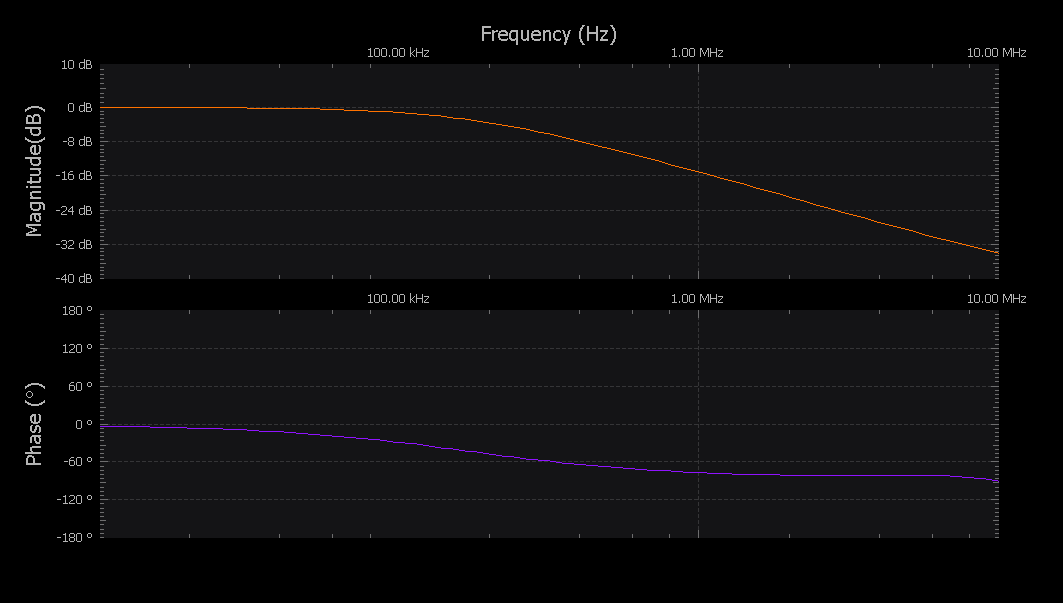 Frequency (Hz)
100.00 kHz 1.00 MHz 10.00 MHz
10 dB
0 dB
-8 dB
-16 dB
-24 dB
-32 dB
-40 dB
Magnitude(dB)
100.00 kHz 1.00 MHz 10.00 MHz
180 °
120 °
60 °
0 °
-60 °
-120 °
-180 °
Phase (°)